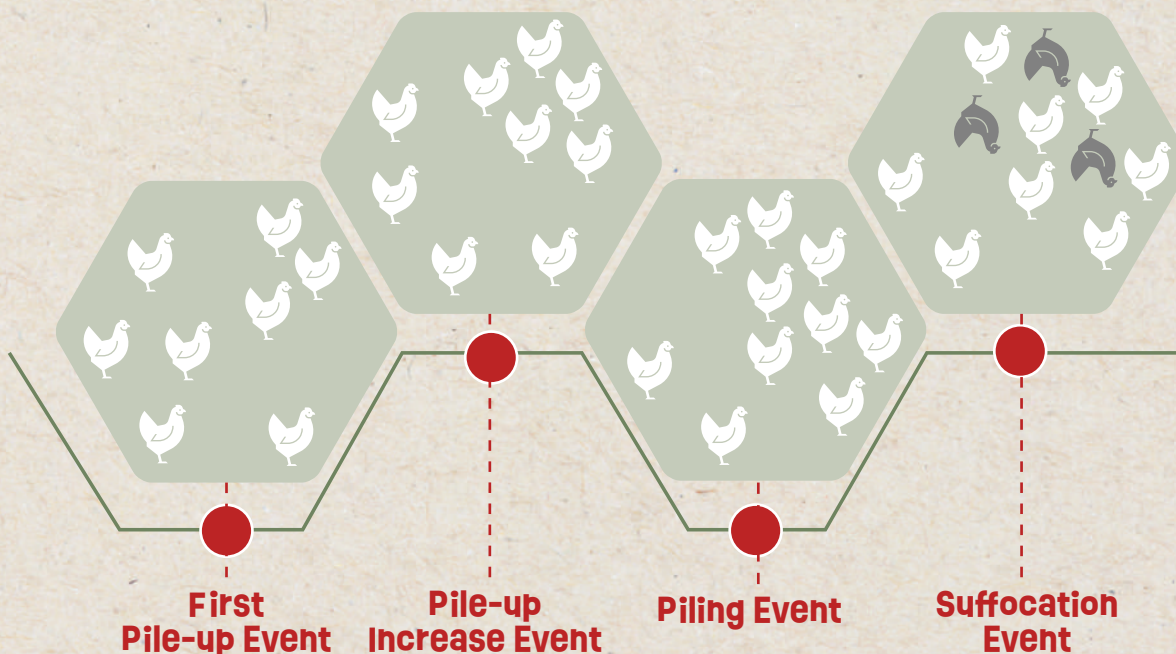 First
Pile-up Event
Pile-up
Increase Event
Piling Event
Suffocation
Event